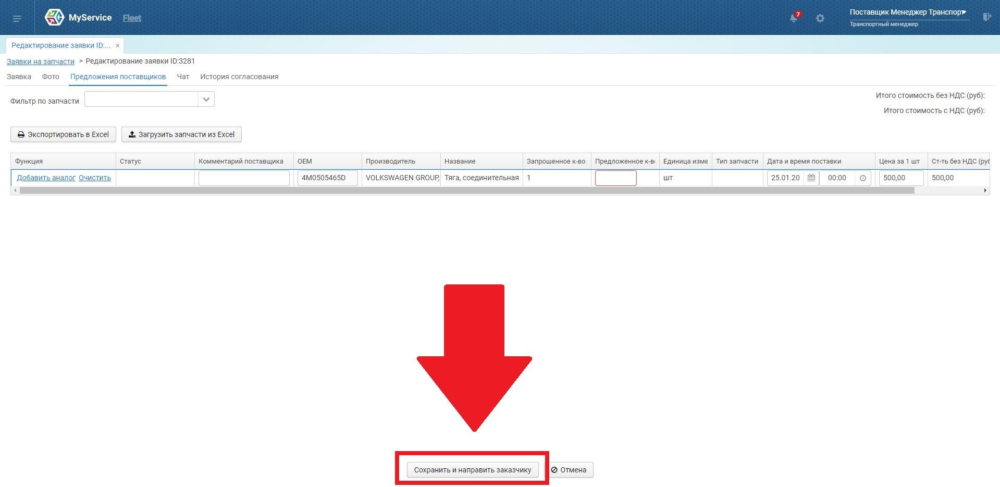 MyService Fleet
7
Поставщик Менеджер Транспорт
Транспортный менеджер
Редактирование заявки ID:... ×
Заявки на запчасти > Редактирование заявки ID:3281
Заявка Фото Предложения поставщиков Чат История согласования
Фильтр по запчасти
Итого стоимость без НДС (руб):
Итого стоимость с НДС (руб):
Экспортировать в Excel Загрузить запчасти из Excel
Функция Статус Комментарий поставщика OEM Производитель Название Запрошенное к-во Предложенное к-в Единица изме Тип запчасти Дата и время поставки Цена за 1 шт Ст-ть без НДС (руб
Добавить аналог Очистить 4M0505465D VOLKSWAGEN GROUP, Тяга, соединительная 1 шт 25.01.20 00:00 500,00 500,00
Сохранить и направить заказчику Отмена